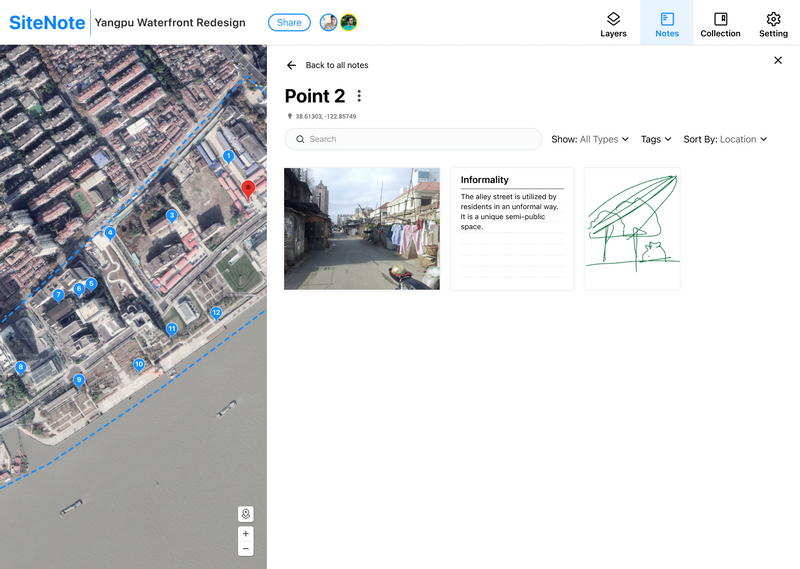 SiteNote
Yangpu Waterfront Redesign
Share
Layers
Notes
Collection
Setting
Back to all notes
Point 2
38.61303, -122.85749
Search
Show: All Types
Tags
Sort By: Location
Informality
The alley street is utilized by
residents in an unformal way.
It is a unique semi-public
space.
1
3
4
5
6
7
8
9
10
11
12
+
−